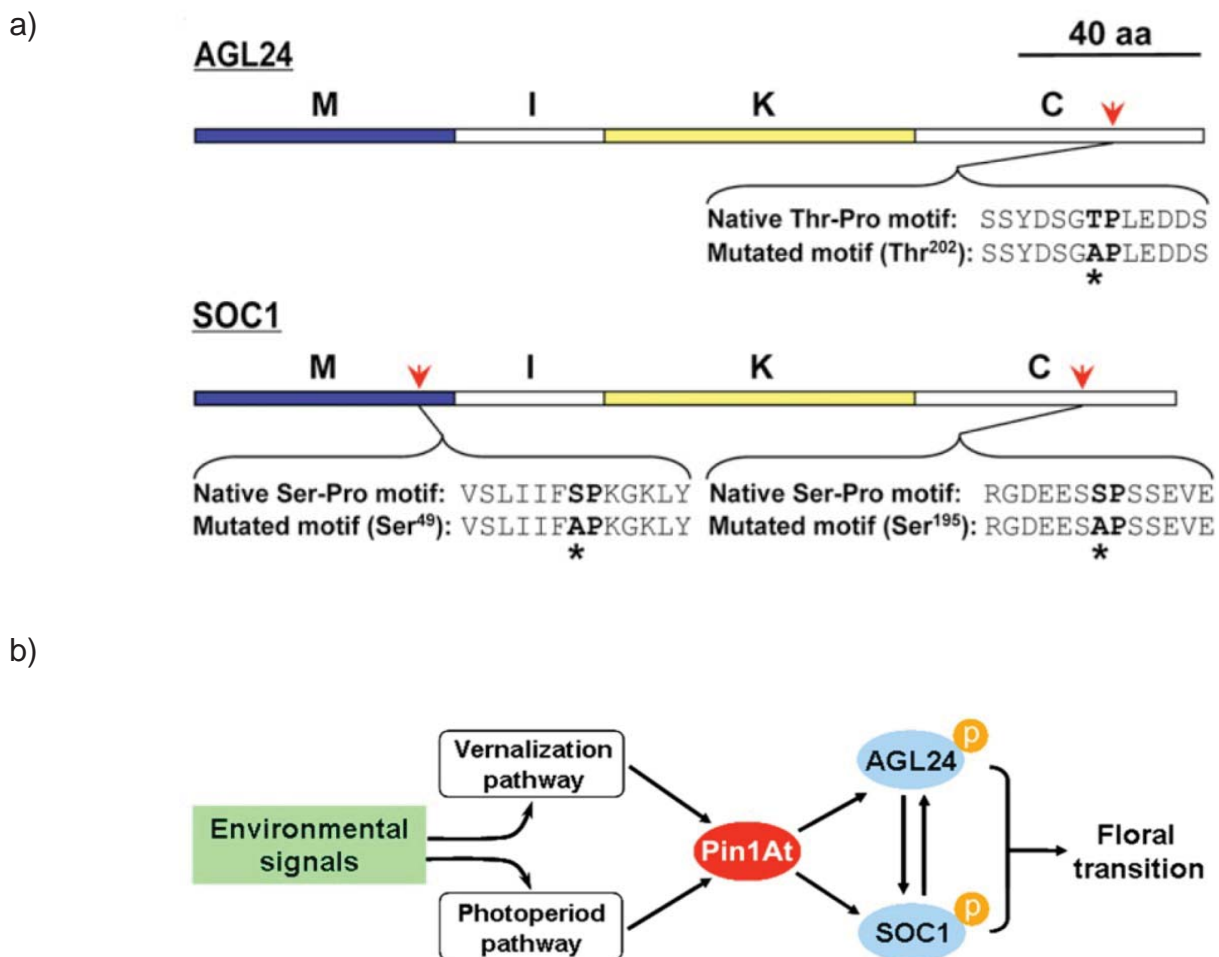 a)
40 aa
AGL24
M I K C
Native Thr-Pro motif: SSYDSGTPLEDDS
Mutated motif (Thr202): SSYDSGAPLEDDS
*
SOC1
M I K C
Native Ser-Pro motif: VSLIIFSPKGKLY Native Ser-Pro motif: RGDEESSPSSEVE
Mutated motif (Ser49): VSLIIFAPKGKLY Mutated motif (Ser195): RGDEESAPSSEVE
* *
b)
Vernalization
pathway
Environmental
signals
Photoperiod
pathway
Pin1At
AGL24
p
SOC1
p
Floral
transition